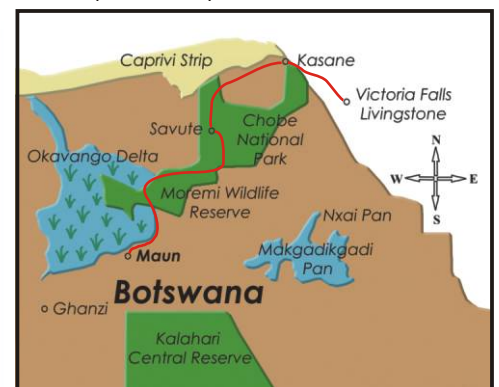 Caprivi Strip
Kasane
Victoria Falls
Livingstone
Savute
Chobe
National
Park
Okavango Delta
N
W
E
S
Moremi Wildlife
Reserve
Nxai Pan
Makgadikgadi
Pan
Maun
Botswana
Ghanzi
Kalahari
Central Reserve